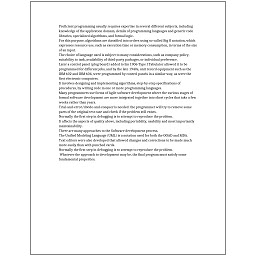 Proficient programming usually requires expertise in several different subjects, including
knowledge of the application domain, details of programming languages and generic code
libraries, specialized algorithms, and formal logic.
For this purpose algorithms are classified into orders using so-called Big O notation, which
expresses resource use, such as execution time or memory consumption, in terms of the size
of an input.
The choice of language used is subject to many considerations, such as company policy,
suitability to task, availability of third-party packages, or individual preference.
Later a control panel (plug board) added to his 1906 Type I Tabulator allowed it to be
programmed for different jobs, and by the late 1940s, unit record equipment such as the
IBM 602 and IBM 604, were programmed by control panels in a similar way, as were the
first electronic computers.
It involves designing and implementing algorithms, step-by-step specifications of
procedures, by writing code in one or more programming languages.
Many programmers use forms of Agile software development where the various stages of
formal software development are more integrated together into short cycles that take a few
weeks rather than years.
Trial-and-error/divide-and-conquer is needed: the programmer will try to remove some
parts of the original test case and check if the problem still exists.
Normally the first step in debugging is to attempt to reproduce the problem.
It affects the aspects of quality above, including portability, usability and most importantly
maintainability.
There are many approaches to the Software development process.
The Unified Modeling Language (UML) is a notation used for both the OOAD and MDA.
Text editors were also developed that allowed changes and corrections to be made much
more easily than with punched cards.
Normally the first step in debugging is to attempt to reproduce the problem.
Whatever the approach to development may be, the final program must satisfy some
fundamental properties.